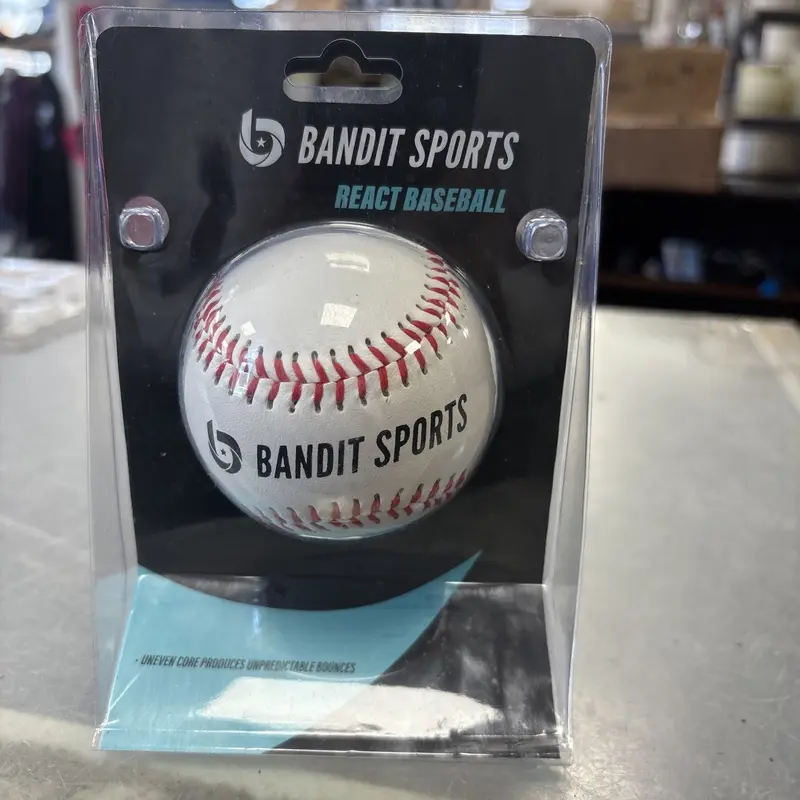 BANDIT SPORTS
REACT BASEBALL
BANDIT SPORTS
• UNEVEN CORE PRODUCES UNPREDICTABLE BOUNCES